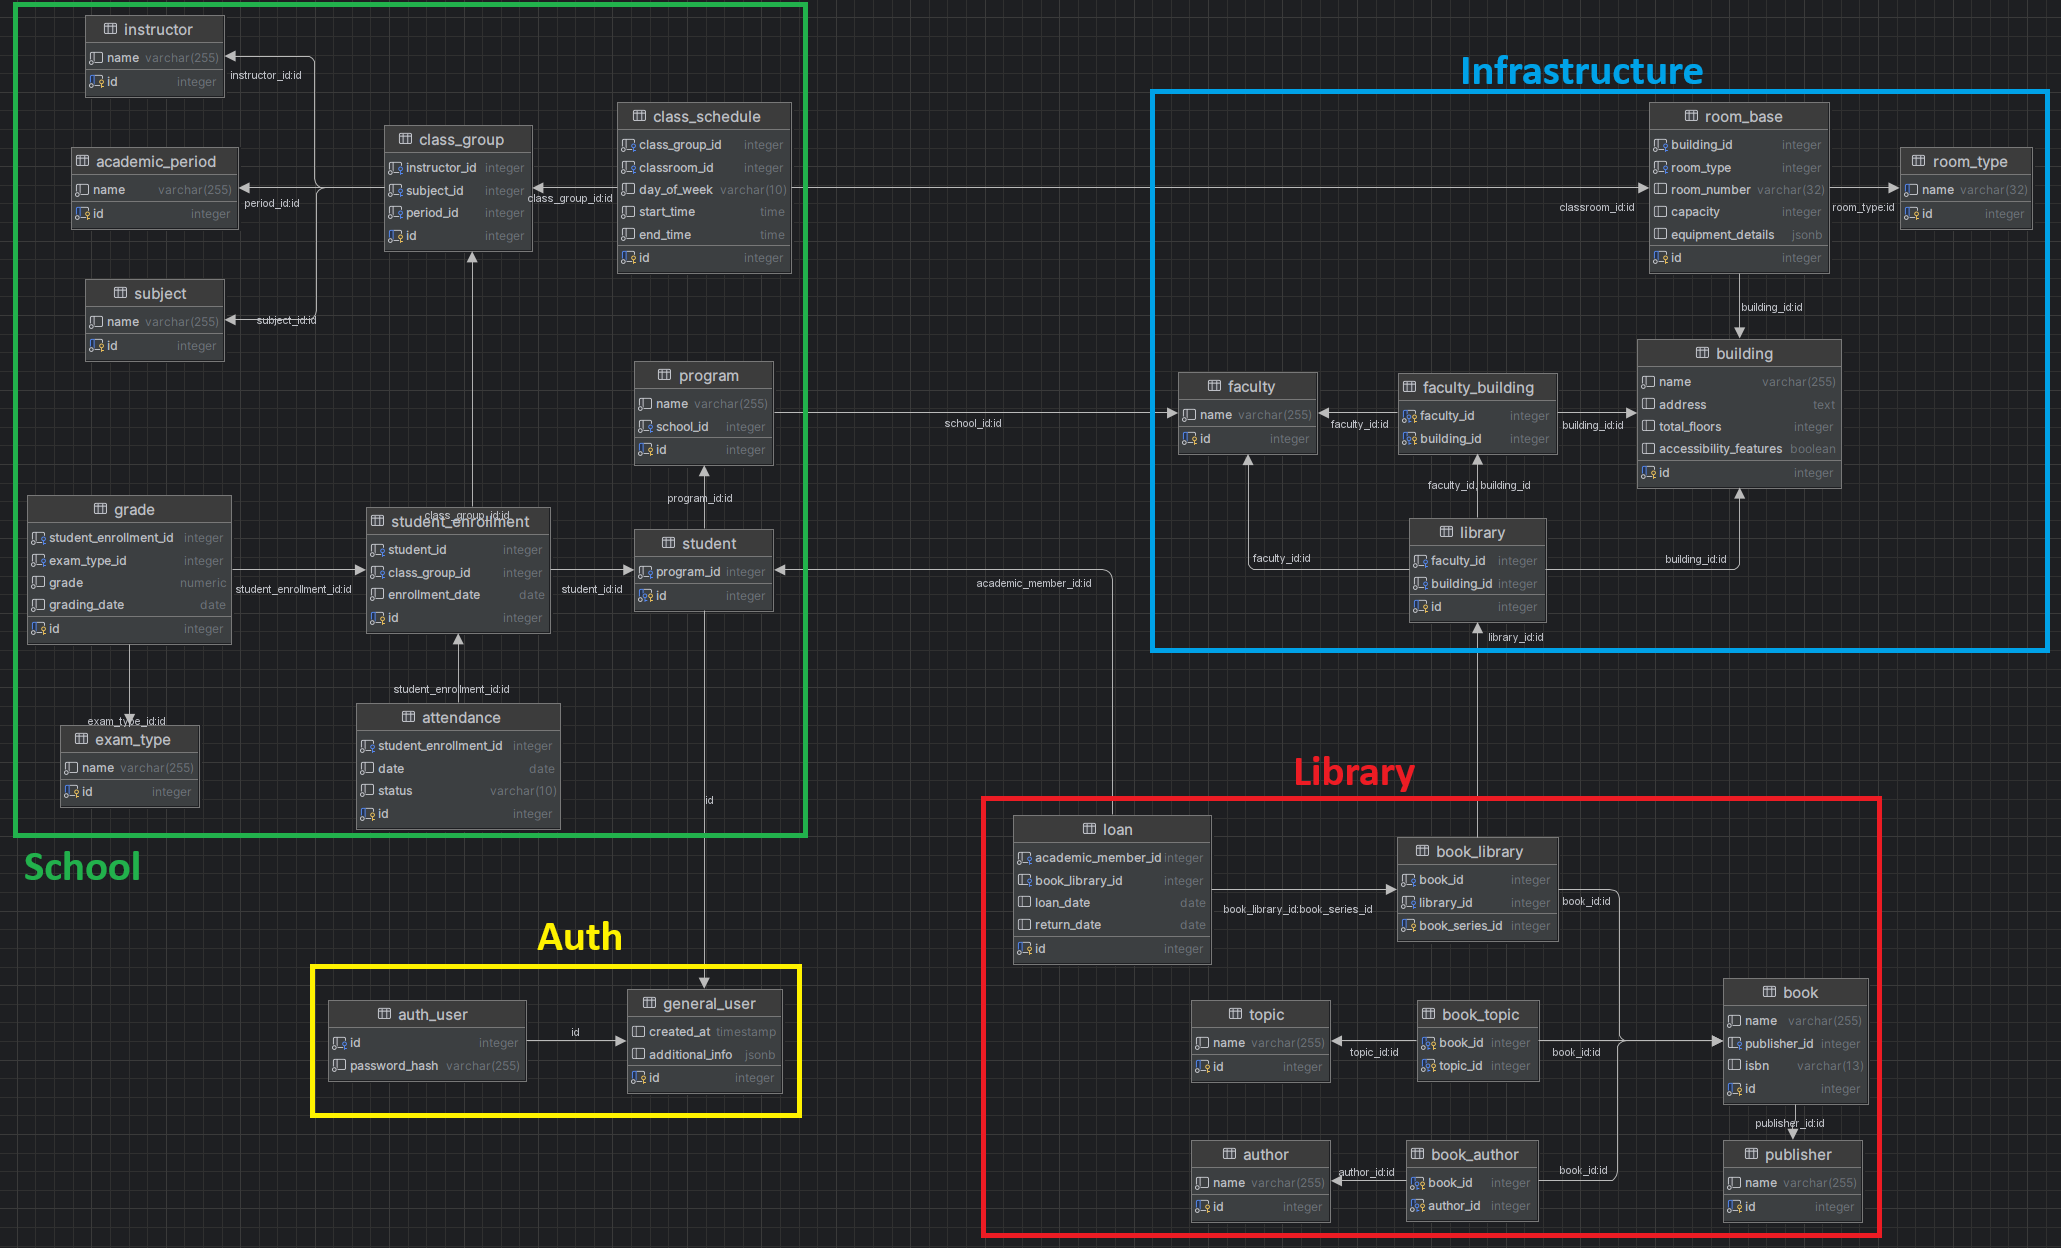 instructor
name varchar(255)
id integer
instructor_id:id
academic_period
name varchar(255)
id integer
period_id:id
subject
name varchar(255)
id integer
subject_id:id
class_group
instructor_id integer
subject_id integer
period_id integer
id integer
class_group_id:id
class_schedule
class_group_id integer
classroom_id integer
day_of_week varchar(10)
start_time time
end_time time
id integer
classroom_id:id
program
name varchar(255)
school_id integer
id integer
school_id:id
program_id:id
grade
student_enrollment_id integer
exam_type_id integer
grade numeric
grading_date date
id integer
student_enrollment_id:id
class_group_id:id
student_enrollment
student_id integer
class_group_id integer
enrollment_date date
id integer
student_id:id
student
program_id integer
id integer
academic_member_id:id
exam_type_id:id
exam_type
name varchar(255)
id integer
student_enrollment_id:id
attendance
student_enrollment_id integer
date date
status varchar(10)
id integer
id
School
Infrastructure
room_base
building_id integer
room_type integer
room_number varchar(32)
capacity integer
equipment_details jsonb
id integer
room_type:id
room_type
name varchar(32)
id integer
building_id:id
faculty
name varchar(255)
id integer
faculty_id:id
faculty_building
faculty_id integer
building_id integer
building_id:id
building
name varchar(255)
address text
total_floors integer
accessibility_features boolean
id integer
faculty_id, building_id
library
faculty_id integer
building_id integer
id integer
faculty_id:id
building_id:id
library_id:id
Auth
auth_user
id integer
password_hash varchar(255)
id
general_user
created_at timestamp
additional_info jsonb
id integer
Library
loan
academic_member_id integer
book_library_id integer
loan_date date
return_date date
id integer
book_library_id:book_series_id
book_library
book_id integer
library_id integer
book_series_id integer
book_id:id
topic
name varchar(255)
id integer
topic_id:id
book_topic
book_id integer
topic_id integer
book_id:id
book
name varchar(255)
publisher_id integer
isbn varchar(13)
id integer
publisher_id:id
author
name varchar(255)
id integer
author_id:id
book_author
book_id integer
author_id integer
book_id:id
publisher
name varchar(255)
id integer